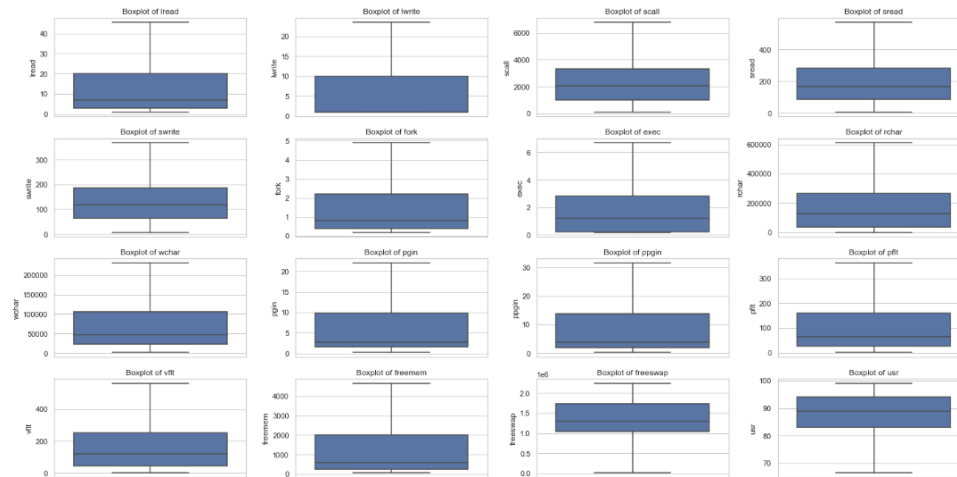 Boxplot of lread
lread
40
30
20
10
0
Boxplot of lwrite
lwrite
20
15
10
5
0
Boxplot of scall
scall
6000
4000
2000
0
Boxplot of sread
sread
400
200
0
Boxplot of swrite
swrite
300
200
100
0
Boxplot of fork
fork
5
4
3
2
1
0
Boxplot of exec
exec
6
4
2
0
Boxplot of rchar
rchar
600000
400000
200000
0
Boxplot of wchar
wchar
200000
150000
100000
50000
0
Boxplot of pgin
pgin
20
15
10
5
0
Boxplot of ppgin
ppgin
30
20
10
0
Boxplot of pflt
pflt
300
200
100
0
Boxplot of vflt
vflt
400
200
0
Boxplot of freemem
freemem
4000
3000
2000
1000
0
1e6
Boxplot of freeswap
freeswap
2.0
1.5
1.0
0.5
0.0
Boxplot of usr
usr
100
90
80
70